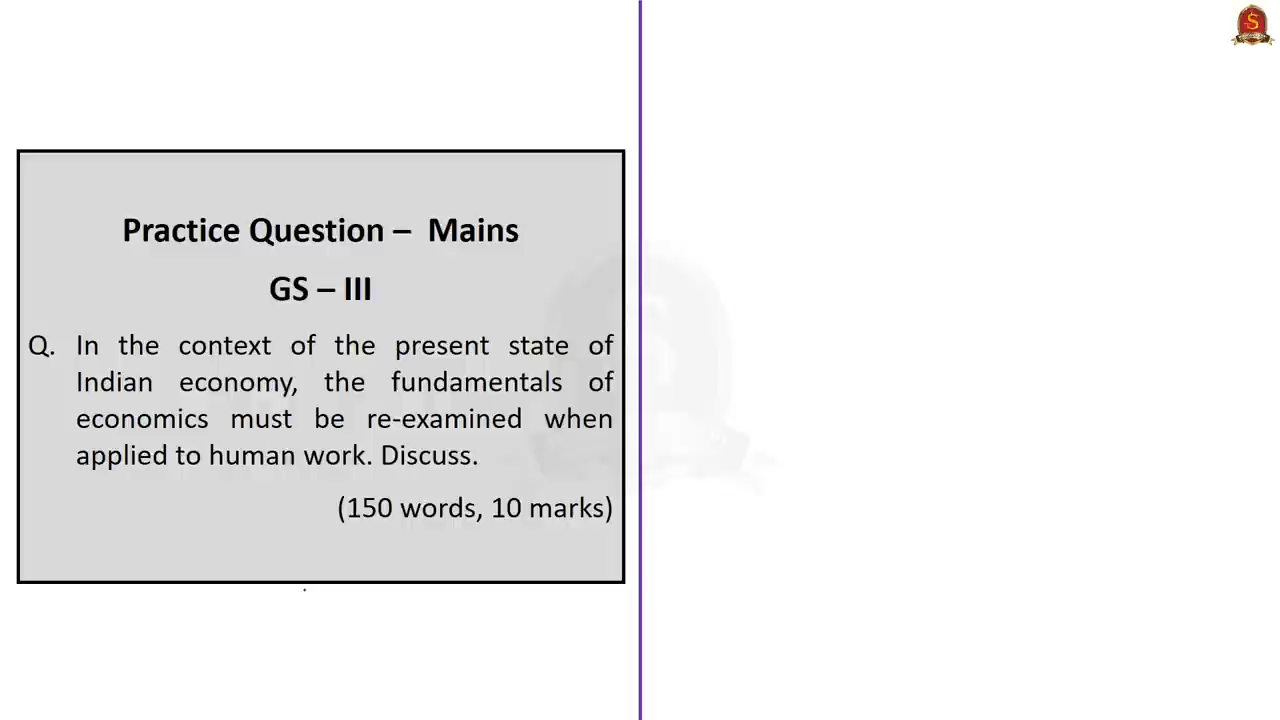 Practice Question – Mains
GS – III
Q. In the context of the present state of
Indian economy, the fundamentals of
economics must be re-examined when
applied to human work. Discuss.
(150 words, 10 marks)